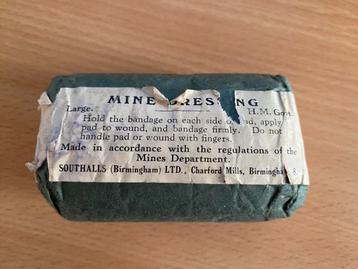 MINE DRESSING
Large. H.M. Govt.
Hold the bandage on each side of pad, apply
pad to wound, and bandage firmly. Do not
handle pad or wound with fingers.
Made in accordance with the regulations of the
Mines Department.
SOUTHALLS (Birmingham) LTD., Charford Mills, Birmingham, 8.